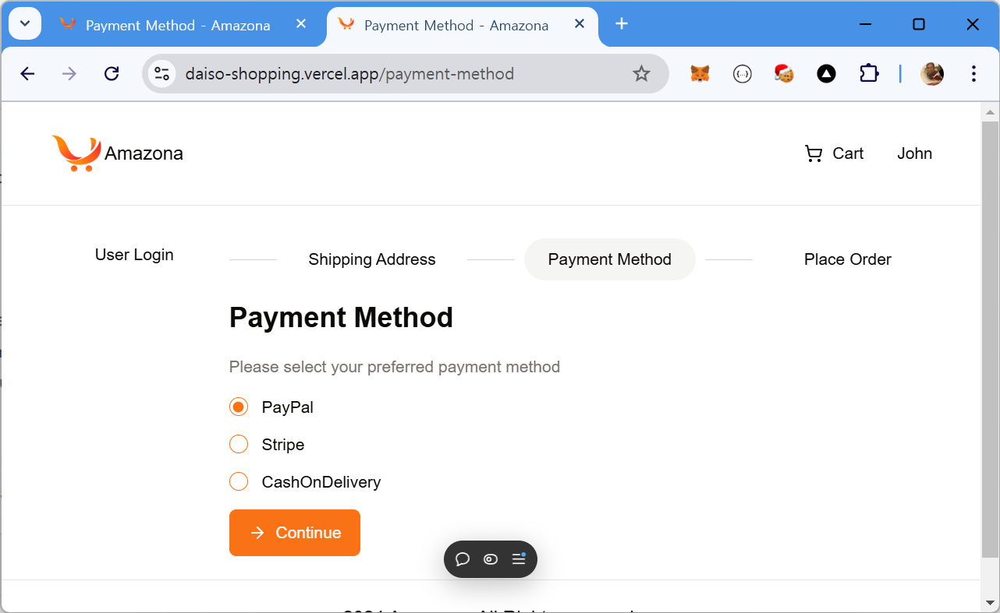 Payment Method - Amazona
Payment Method - Amazona
daiso-shopping.vercel.app/payment-method
Amazona
Cart
John
User Login
Shipping Address
Payment Method
Place Order
Payment Method
Please select your preferred payment method
PayPal
Stripe
CashOnDelivery
Continue